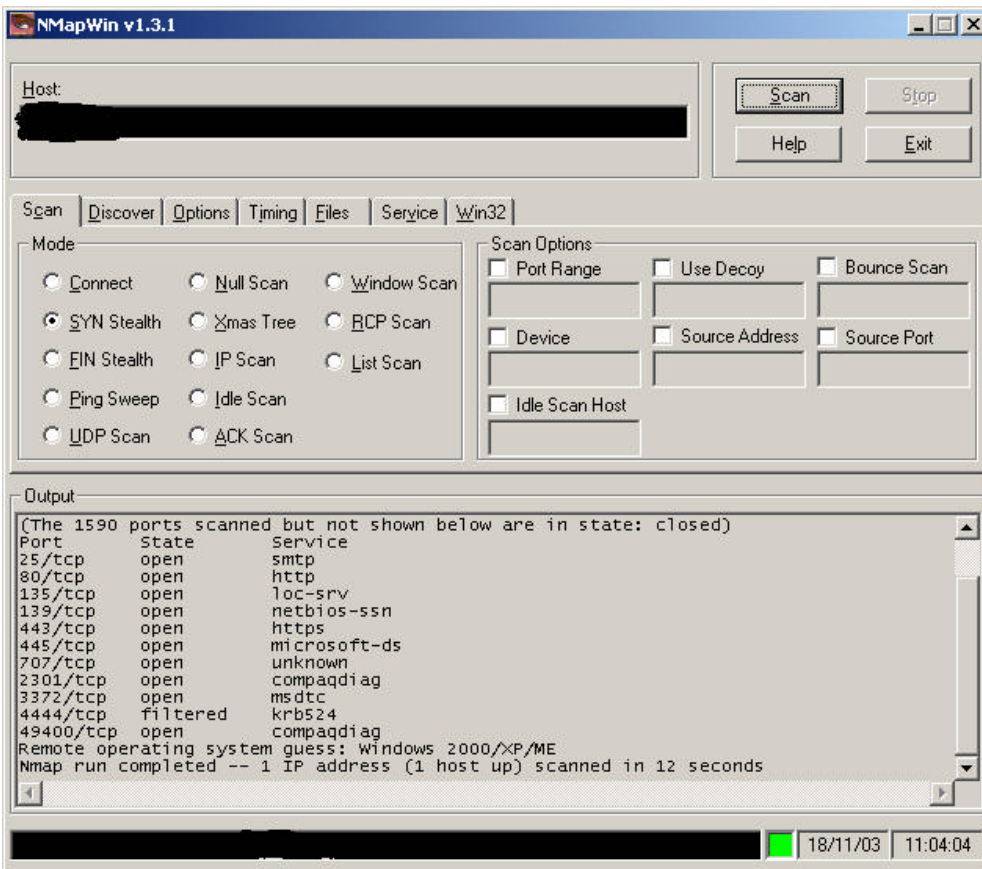 NMapWin v1.3.1
Host:
Scan Stop
Help Exit
Scan Discover Options Timing Files Service Win32
Mode
Connect Null Scan Window Scan
SYN Stealth Xmas Tree RCP Scan
FIN Stealth IP Scan List Scan
Ping Sweep Idle Scan
UDP Scan ACK Scan
Scan Options
Port Range Use Decoy Bounce Scan
Device Source Address Source Port
Idle Scan Host
Output
(The 1590 ports scanned but not shown below are in state: closed)
Port State Service
25/tcp open smtp
80/tcp open http
135/tcp open loc-srv
139/tcp open netbios-ssn
443/tcp open https
445/tcp open microsoft-ds
707/tcp open unknown
2301/tcp open compaqdiag
3372/tcp open msdtc
4444/tcp filtered krb524
49400/tcp open compaqdiag
Remote operating system guess: Windows 2000/XP/ME
Nmap run completed -- 1 IP address (1 host up) scanned in 12 seconds
18/11/03 11:04:04